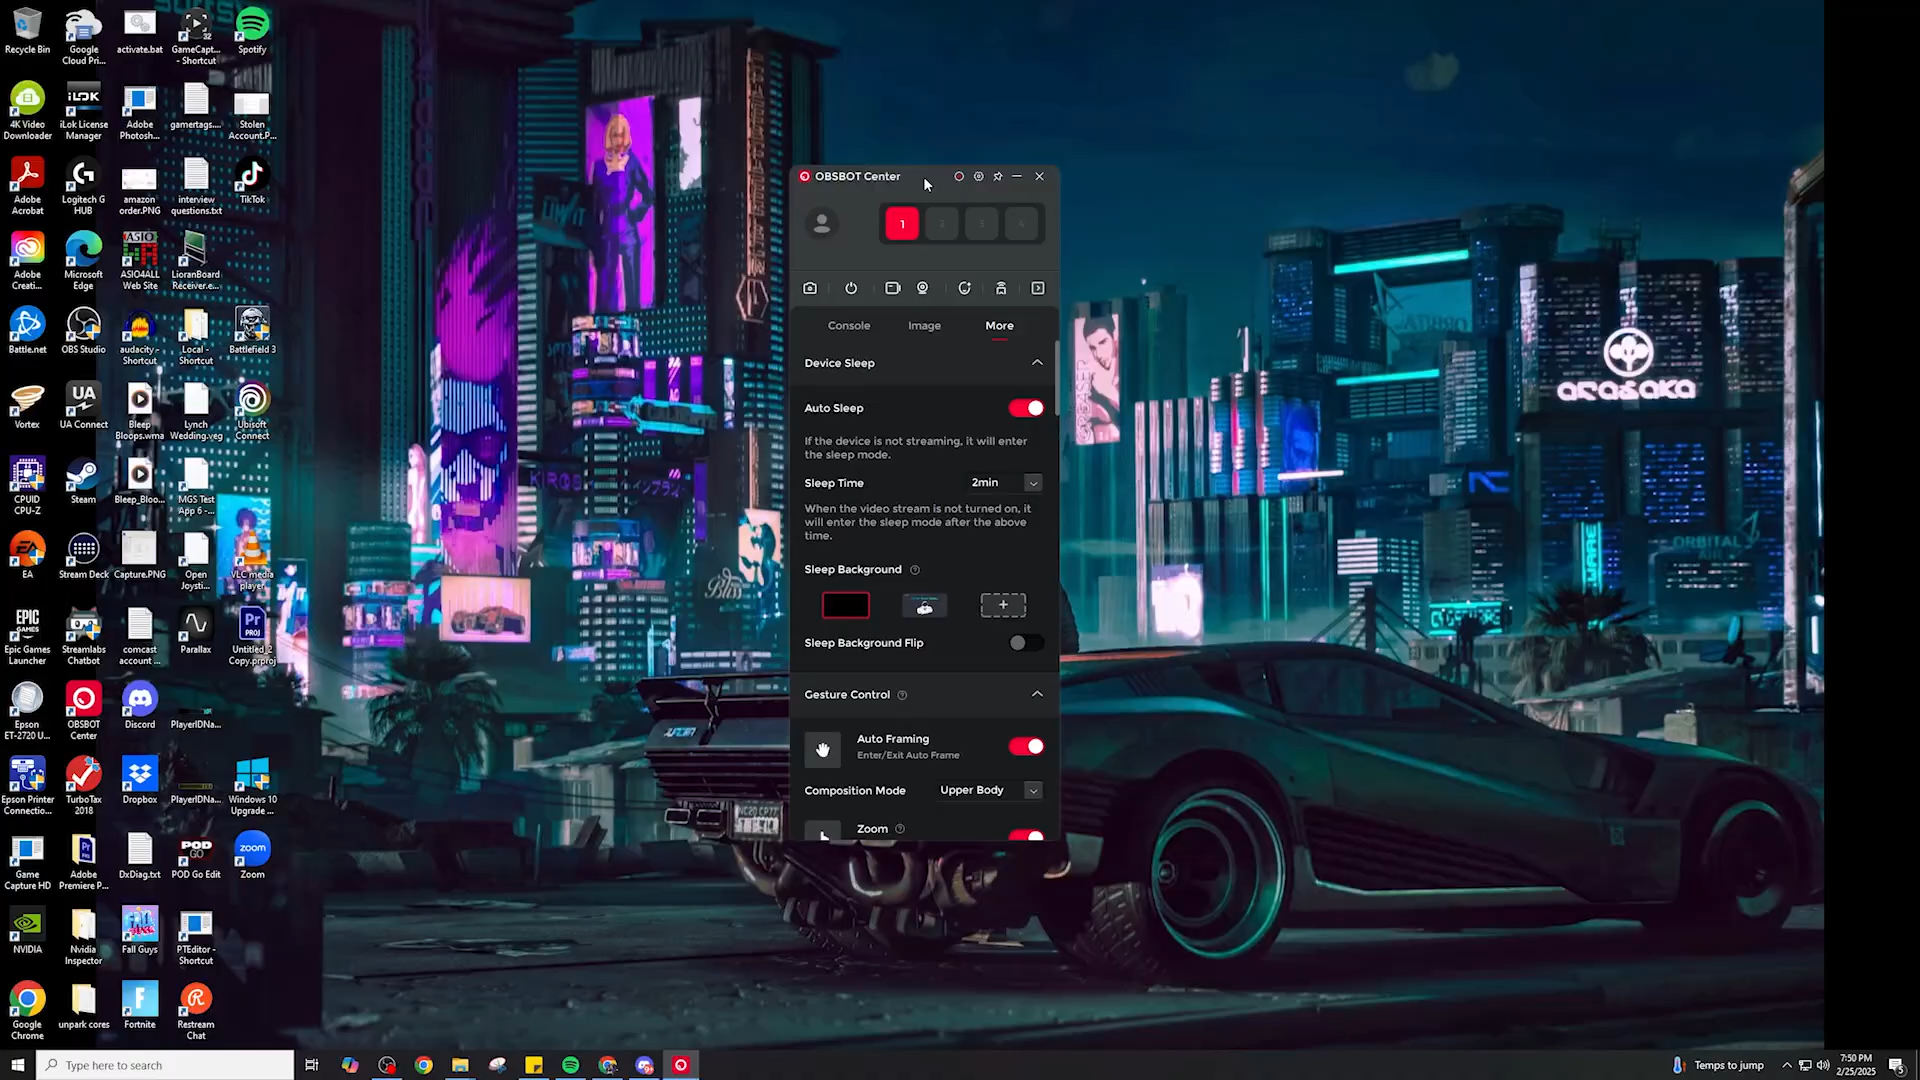 Recycle Bin
Google
Cloud Pri...
activate.bat
GameCapt...
- Shortcut
Spotify
4K Video
Downloader
iLok License
Manager
Adobe
Photosh...
gamertags....
Stolen
Account.P...
Adobe
Acrobat
Logitech G
HUB
amazon
order.PNG
interview
questions.txt
TikTok
Adobe
Creati...
Microsoft
Edge
ASIO4ALL
Web Site
LioranBoard
Receiver.e...
Battle.net
OBS Studio
audacity -
Shortcut
Local -
Shortcut
Battlefield 3
Vortex
UA Connect
Bleep
Bloops.wma
Lynch
Wedding.veg
Ubisoft
Connect
CPUID
CPU-Z
Steam
Bleep_Bloo...
MGS Test
App 6 -...
EA
Stream Deck
Capture.PNG
Open
Joysti...
VLC media
player
Epic Games
Launcher
Streamlabs
Chatbot
comcast
account ...
Parallax
Untitled_2
Copy.prproj
Epson
ET-2720 U...
OBSBOT
Center
Discord
PlayerIDNa...
Epson Printer
Connectio...
TurboTax
2018
Dropbox
PlayerIDNa...
Windows 10
Upgrade ...
Game
Capture HD
Adobe
Premiere P...
DxDiag.txt
POD Go Edit
Zoom
NVIDIA
Nvidia
Inspector
Fall Guys
PTEditor -
Shortcut
Google
Chrome
unpark cores
Fortnite
Restream
Chat
OBSBOT Center
1
2
3
4
Console
Image
More
Device Sleep
Auto Sleep
If the device is not streaming, it will enter
the sleep mode.
Sleep Time
2min
When the video stream is not turned on, it
will enter the sleep mode after the above
time.
Sleep Background
Sleep Background Flip
Gesture Control
Auto Framing
Enter/Exit Auto Frame
Composition Mode
Upper Body
Zoom
arasaka
Type here to search
Temps to jump
7:50 PM
2/25/2025